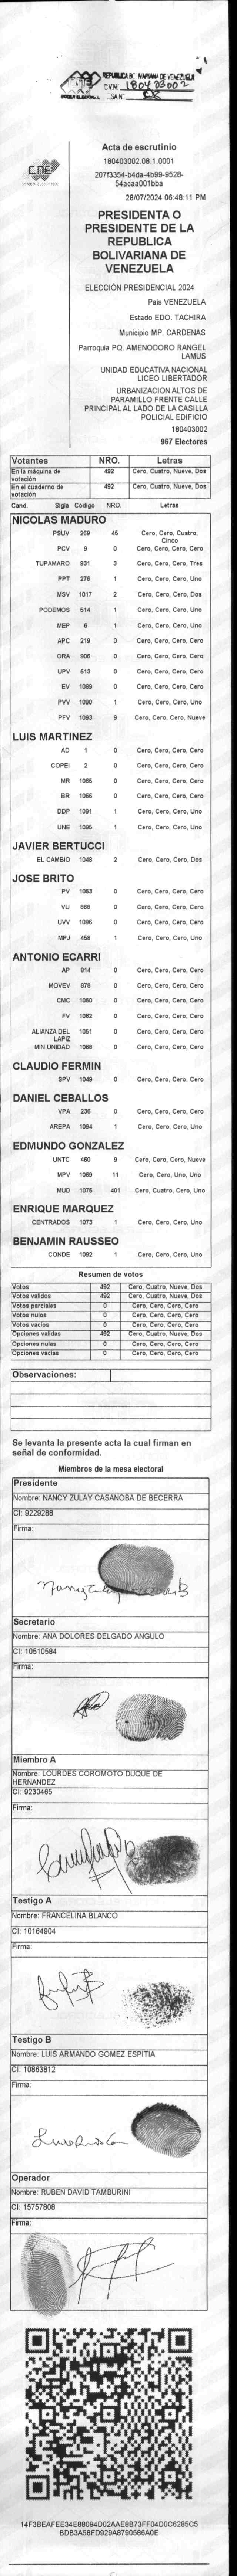 REPUBLICA BOLIVARIANA DE VENEZUELA
CVN 180403002
Acta de escrutinio
180403002.08.1.0001
28/07/2024 06:48:11 PM
PRESIDENTA O
PRESIDENTE DE LA
REPUBLICA
BOLIVARIANA DE
VENEZUELA
ELECCIÓN PRESIDENCIAL 2024
Pais VENEZUELA
Estado EDO. TACHIRA
Municipio MP. CARDENAS
Parroquia PQ. AMENODORO RANGEL
LAMUS
UNIDAD EDUCATIVA NACIONAL
LICEO LIBERTADOR
URBANIZACION ALTOS DE
PARAMILLO FRENTE CALLE
PRINCIPAL AL LADO DE LA CASILLA
POLICIAL EDIFICIO
180403002
967 Electores
Votantes NRO. Letras
En la máquina de votación 492 Cero, Cuatro, Nueve, Dos
En el cuaderno de votación 492 Cero, Cuatro, Nueve, Dos
Cand. Sigla Código NRO. Letras
NICOLAS MADURO
PSUV 269 45 Cero, Cero, Cuatro, Cinco
PCV 9 0 Cero, Cero, Cero, Cero
TUPAMARO 931 3 Cero, Cero, Cero, Tres
PPT 276 1 Cero, Cero, Cero, Uno
MSV 1017 2 Cero, Cero, Cero, Dos
PODEMOS 514 1 Cero, Cero, Cero, Uno
MEP 6 1 Cero, Cero, Cero, Uno
APC 219 0 Cero, Cero, Cero, Cero
ORA 906 0 Cero, Cero, Cero, Cero
UPV 513 0 Cero, Cero, Cero, Cero
EV 1089 0 Cero, Cero, Cero, Cero
PVV 1090 1 Cero, Cero, Cero, Uno
PFV 1093 9 Cero, Cero, Cero, Nueve
LUIS MARTINEZ
AD 1 0 Cero, Cero, Cero, Cero
COPEI 2 0 Cero, Cero, Cero, Cero
MR 1065 0 Cero, Cero, Cero, Cero
BR 1066 0 Cero, Cero, Cero, Cero
DDP 1091 1 Cero, Cero, Cero, Uno
UNE 1095 1 Cero, Cero, Cero, Uno
JAVIER BERTUCCI
EL CAMBIO 1048 2 Cero, Cero, Cero, Dos
JOSE BRITO
PV 1053 0 Cero, Cero, Cero, Cero
VU 668 0 Cero, Cero, Cero, Cero
UVV 1096 0 Cero, Cero, Cero, Cero
MPJ 458 1 Cero, Cero, Cero, Uno
ANTONIO ECARRI
AP 814 0 Cero, Cero, Cero, Cero
MOVEV 878 0 Cero, Cero, Cero, Cero
CMC 1050 0 Cero, Cero, Cero, Cero
FV 1062 0 Cero, Cero, Cero, Cero
ALIANZA DEL LAPIZ 1051 0 Cero, Cero, Cero, Cero
MIN UNIDAD 1068 0 Cero, Cero, Cero, Cero
CLAUDIO FERMIN
SPV 1049 0 Cero, Cero, Cero, Cero
DANIEL CEBALLOS
VPA 236 0 Cero, Cero, Cero, Cero
AREPA 1094 1 Cero, Cero, Cero, Uno
EDMUNDO GONZALEZ
UNTC 460 9 Cero, Cero, Cero, Nueve
MPV 1069 11 Cero, Cero, Uno, Uno
MUD 1075 401 Cero, Cuatro, Cero, Uno
ENRIQUE MARQUEZ
CENTRADOS 1073 1 Cero, Cero, Cero, Uno
BENJAMIN RAUSSEO
CONDE 1092 1 Cero, Cero, Cero, Uno
Resumen de votos
Votos 492 Cero, Cuatro, Nueve, Dos
Votos validos 492 Cero, Cuatro, Nueve, Dos
Votos parciales 0 Cero, Cero, Cero, Cero
Votos nulos 0 Cero, Cero, Cero, Cero
Votos vacíos 0 Cero, Cero, Cero, Cero
Opciones validas 492 Cero, Cuatro, Nueve, Dos
Opciones nulas 0 Cero, Cero, Cero, Cero
Opciones vacías 0 Cero, Cero, Cero, Cero
Observaciones:
Se levanta la presente acta la cual firman en
señal de conformidad.
Miembros de la mesa electoral
Presidente
Nombre: NANCY ZULAY CASANOBA DE BECERRA
CI: 9229288
Firma:
Secretario
Nombre: ANA DOLORES DELGADO ANGULO
CI: 10510584
Firma:
Miembro A
Nombre: LOURDES COROMOTO DUQUE DE
HERNANDEZ
CI: 9230465
Firma:
Testigo A
Nombre: FRANCELINA BLANCO
CI: 10164904
Firma:
Testigo B
Nombre: LUIS ARMANDO GOMEZ ESPITIA
CI: 10863812
Firma:
Operador
Nombre: RUBEN DAVID TAMBURINI
CI: 15757808
Firma: